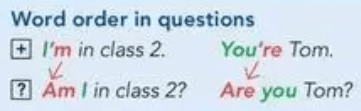 Word order in questions
+ I'm in class 2. You're Tom.
? Am I in class 2? Are you Tom?